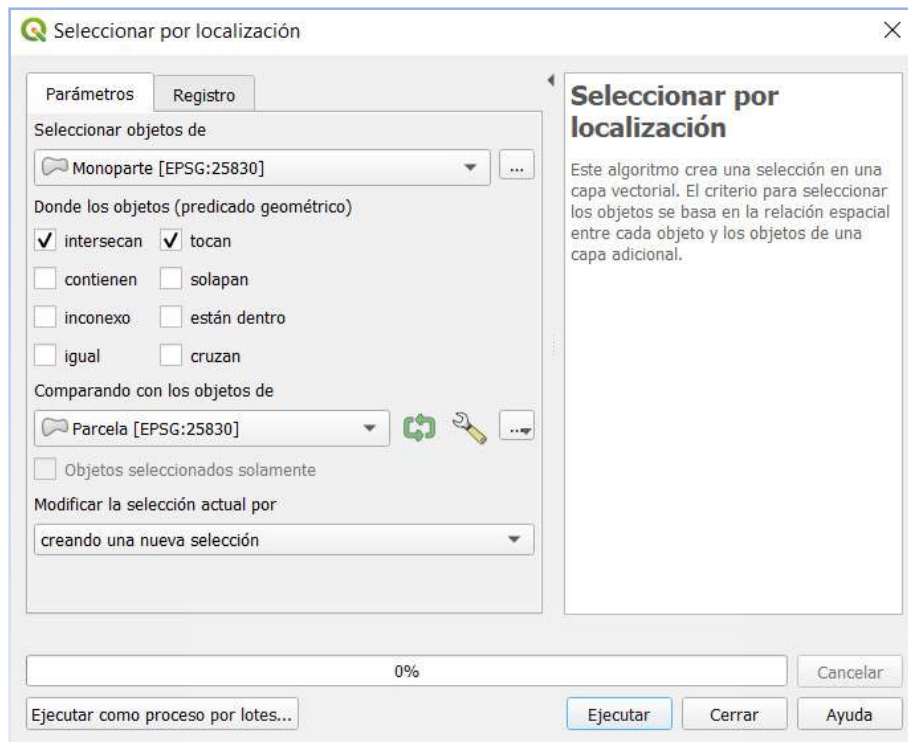 Seleccionar por localización
Parámetros
Registro
Seleccionar objetos de
Monoparte [EPSG:25830]
...
Donde los objetos (predicado geométrico)
intersecan
tocan
contienen
solapan
inconexo
están dentro
igual
cruzan
Comparando con los objetos de
Parcela [EPSG:25830]
...
Objetos seleccionados solamente
Modificar la selección actual por
creando una nueva selección
Seleccionar por
localización
Este algoritmo crea una selección en una
capa vectorial. El criterio para seleccionar
los objetos se basa en la relación espacial
entre cada objeto y los objetos de una
capa adicional.
0%
Cancelar
Ejecutar como proceso por lotes...
Ejecutar
Cerrar
Ayuda